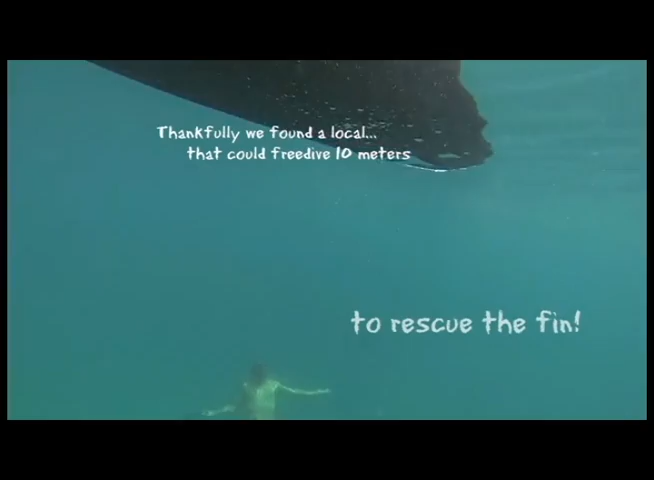 Thankfully we found a local...
that could freedive 10 meters
to rescue the fin!